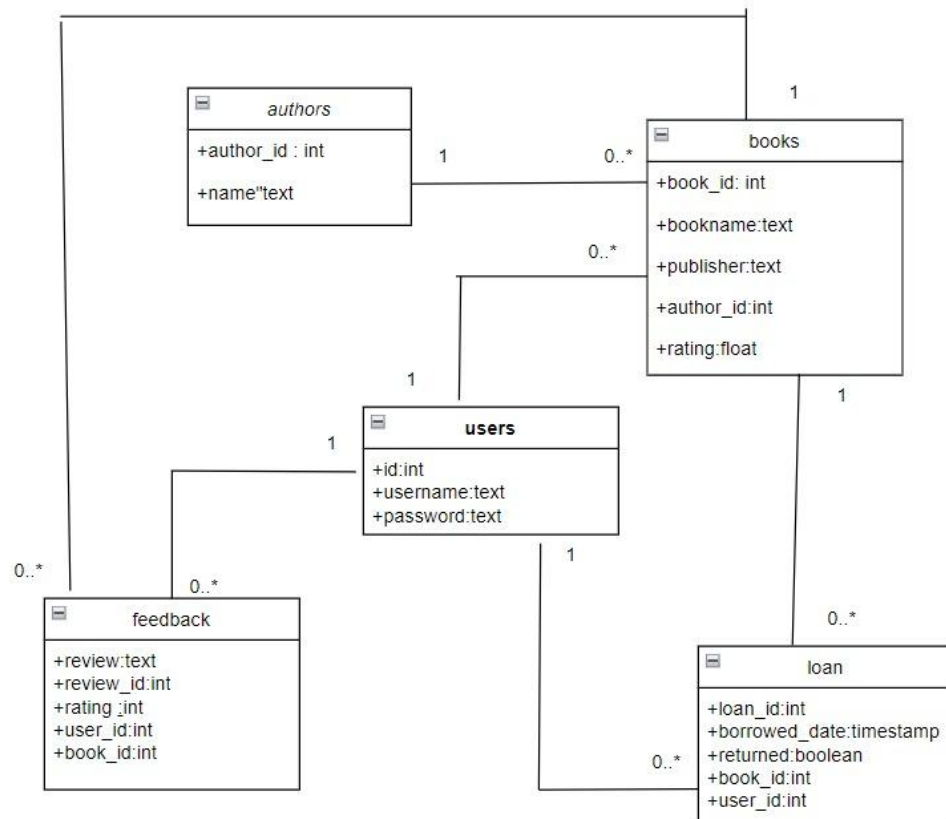 1
authors
+author_id : int
+name"text
1
0..*
books
+book_id: int
+bookname:text
+publisher:text
+author_id:int
+rating:float
0..*
1
1
users
+id:int
+username:text
+password:text
1
1
0..*
0..*
feedback
+review:text
+review_id:int
+rating :int
+user_id:int
+book_id:int
0..*
loan
+loan_id:int
+borrowed_date:timestamp
+returned:boolean
+book_id:int
+user_id:int
0..*